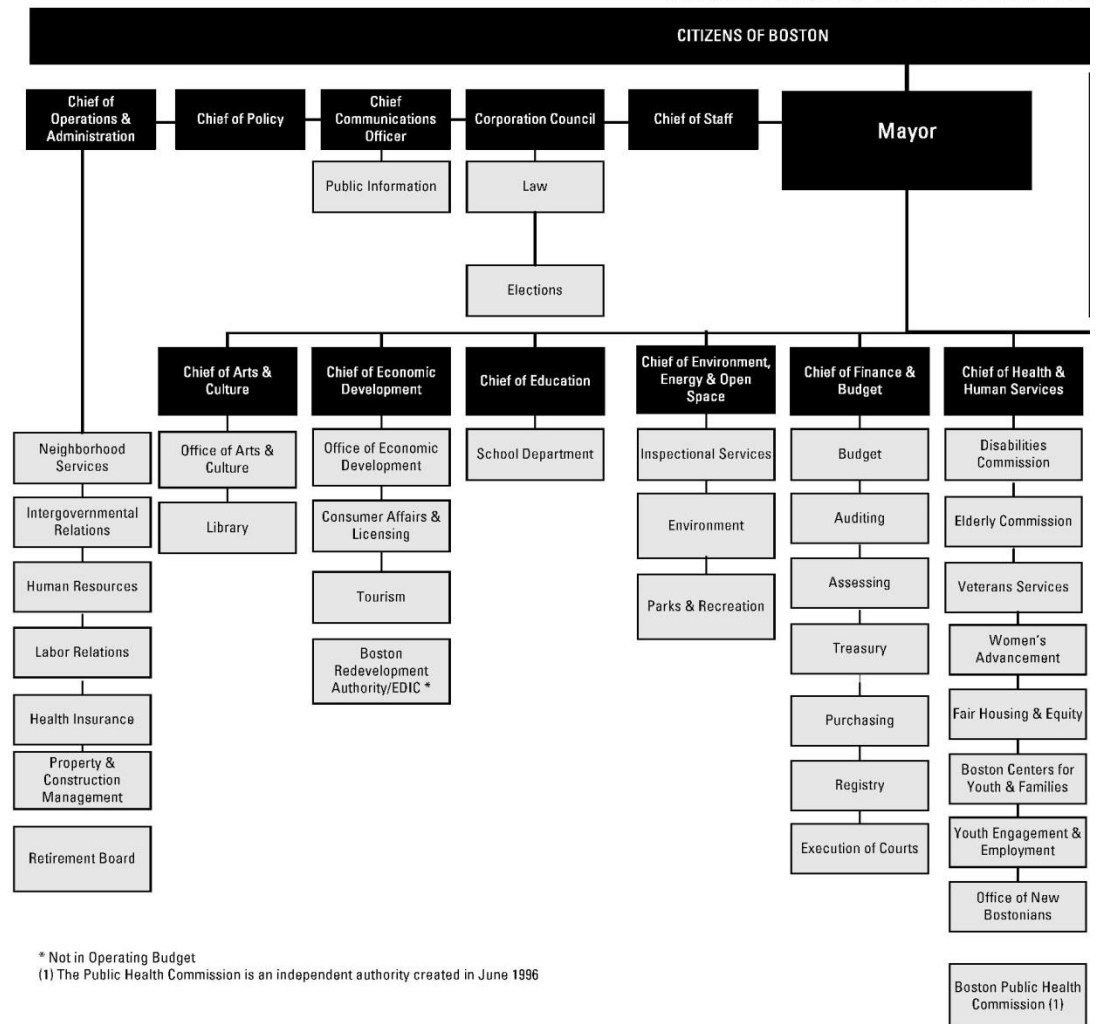 CITIZENS OF BOSTON
Chief of
Operations &
Administration
Chief of Policy
Chief
Communications
Officer
Corporation Council
Chief of Staff
Mayor
Public Information
Law
Elections
Chief of Arts &
Culture
Chief of Economic
Development
Chief of Education
Chief of Environment,
Energy & Open
Space
Chief of Finance &
Budget
Chief of Health &
Human Services
Neighborhood
Services
Intergovernmental
Relations
Human Resources
Labor Relations
Health Insurance
Property &
Construction
Management
Retirement Board
Office of Arts &
Culture
Library
Office of Economic
Development
Consumer Affairs &
Licensing
Tourism
Boston
Redevelopment
Authority/EDIC *
School Department
Inspectional Services
Environment
Parks & Recreation
Budget
Auditing
Assessing
Treasury
Purchasing
Registry
Execution of Courts
Disabilities
Commission
Elderly Commission
Veterans Services
Women's
Advancement
Fair Housing & Equity
Boston Centers for
Youth & Families
Youth Engagement &
Employment
Office of New
Bostonians
Boston Public Health
Commission (1)
* Not in Operating Budget
(1) The Public Health Commission is an independent authority created in June 1996